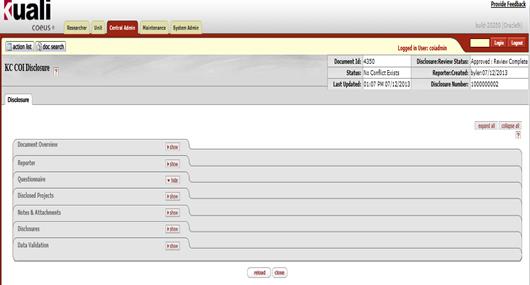 Provide Feedback
Kuali
coeus
Researcher Unit Central Admin Maintenance System Admin
action list doc search
Login Logout
Logged in User: coiadmin
KC COI Disclosure ?
Document Id: 4350 Disclosure:Review Status: Approved : Review Complete
Status: No Conflict Exists Reporter:Created: byler:07/12/2013
Last Updated: 01:07 PM 07/12/2013 Disclosure Number: 1000000002
Disclosure
expand all collapse all
?
Document Overview show
Reporter show
Questionnaire hide
Disclosed Projects show
Notes & Attachments show
Disclosures show
Data Validation show
reload close